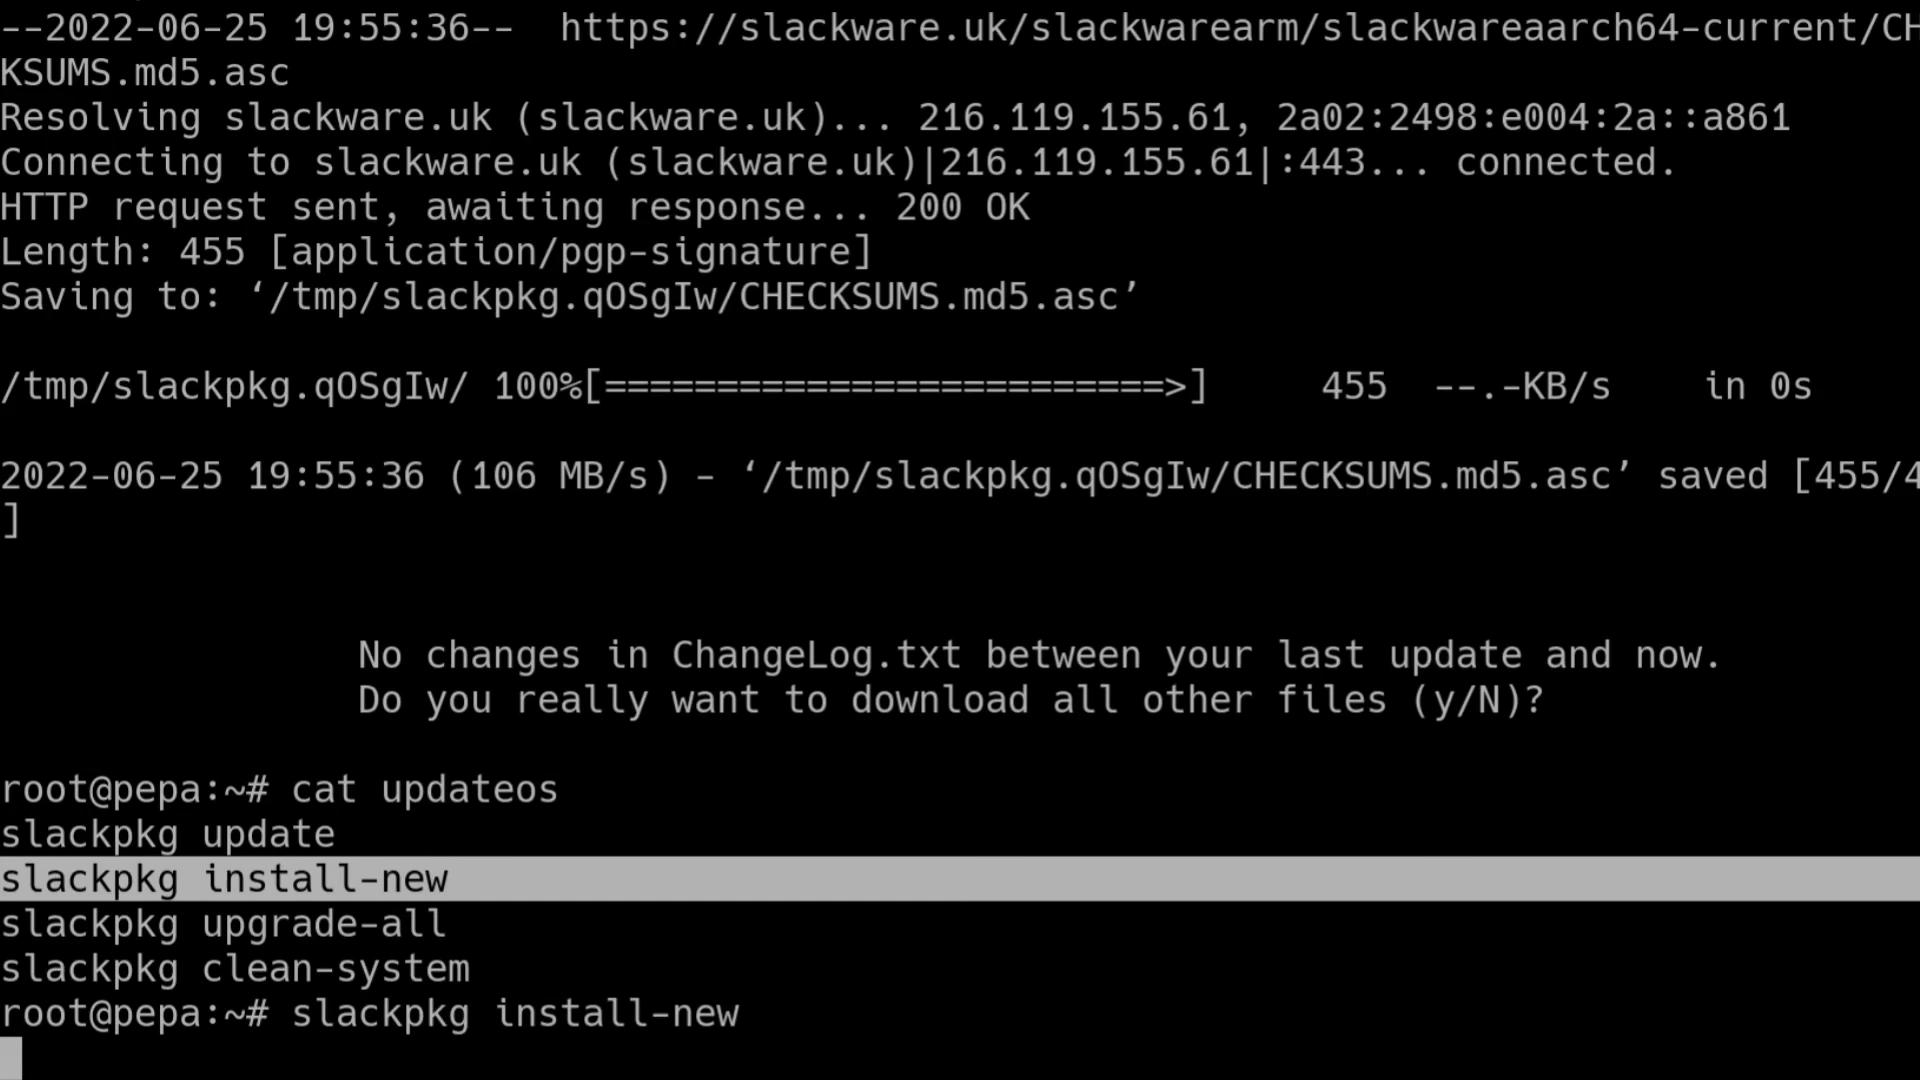 --2022-06-25 19:55:36--  https://slackware.uk/slackwarearm/slackwareaarch64-current/CH
KSUMS.md5.asc
Resolving slackware.uk (slackware.uk)... 216.119.155.61, 2a02:2498:e004:2a::a861
Connecting to slackware.uk (slackware.uk)|216.119.155.61|:443... connected.
HTTP request sent, awaiting response... 200 OK
Length: 455 [application/pgp-signature]
Saving to: ‘/tmp/slackpkg.qOSgIw/CHECKSUMS.md5.asc’
/tmp/slackpkg.qOSgIw/ 100%[=========================>]     455  --.-KB/s    in 0s
2022-06-25 19:55:36 (106 MB/s) - ‘/tmp/slackpkg.qOSgIw/CHECKSUMS.md5.asc’ saved [455/4
]
No changes in ChangeLog.txt between your last update and now.
Do you really want to download all other files (y/N)?
root@pepa:~# cat updateos
slackpkg update
slackpkg install-new
slackpkg upgrade-all
slackpkg clean-system
root@pepa:~# slackpkg install-new